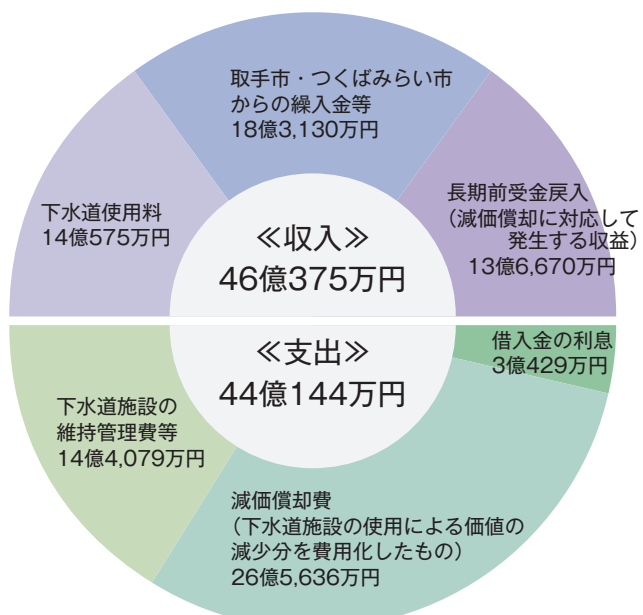 取手市・つくばみらい市
からの繰入金等
18億3,130万円
下水道使用料
14億575万円
長期前受金戻入
（減価償却に対応して
発生する収益）
13億6,670万円
≪収入≫
46億375万円
≪支出≫
44億144万円
借入金の利息
3億429万円
下水道施設の
維持管理費等
14億4,079万円
減価償却費
（下水道施設の使用による価値の
減少分を費用化したもの）
26億5,636万円